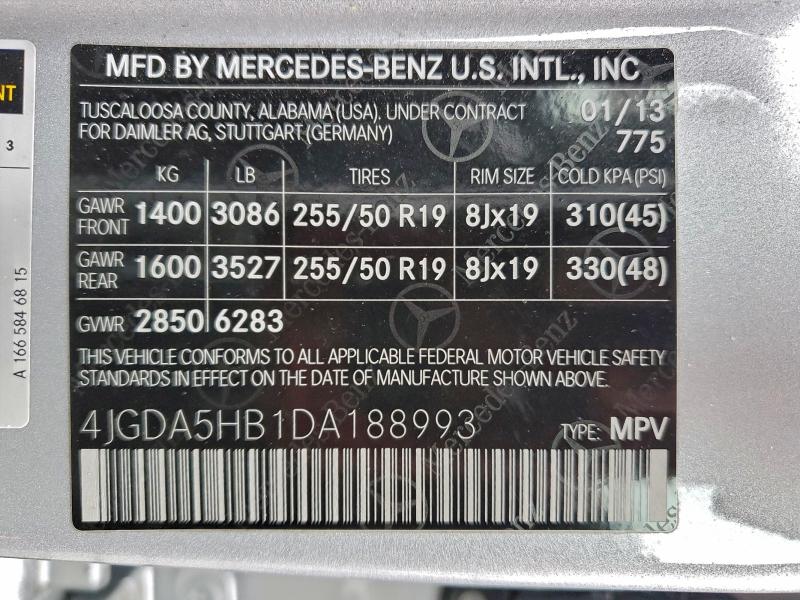 MFD BY MERCEDES-BENZ U.S. INTL., INC
TUSCALOOSA COUNTY, ALABAMA (USA). UNDER CONTRACT
FOR DAIMLER AG, STUTTGART (GERMANY)
01/13
775
KG LB TIRES RIM SIZE COLD KPA(PSI)
GAWR FRONT 1400 3086 255/50 R19 8Jx19 310(45)
GAWR REAR 1600 3527 255/50 R19 8Jx19 330(48)
GVWR 2850 6283
THIS VEHICLE CONFORMS TO ALL APPLICABLE FEDERAL MOTOR VEHICLE SAFETY
STANDARDS IN EFFECT ON THE DATE OF MANUFACTURE SHOWN ABOVE.
4JGDA5HB1DA188993 TYPE: MPV
3
A 166 584 68 15